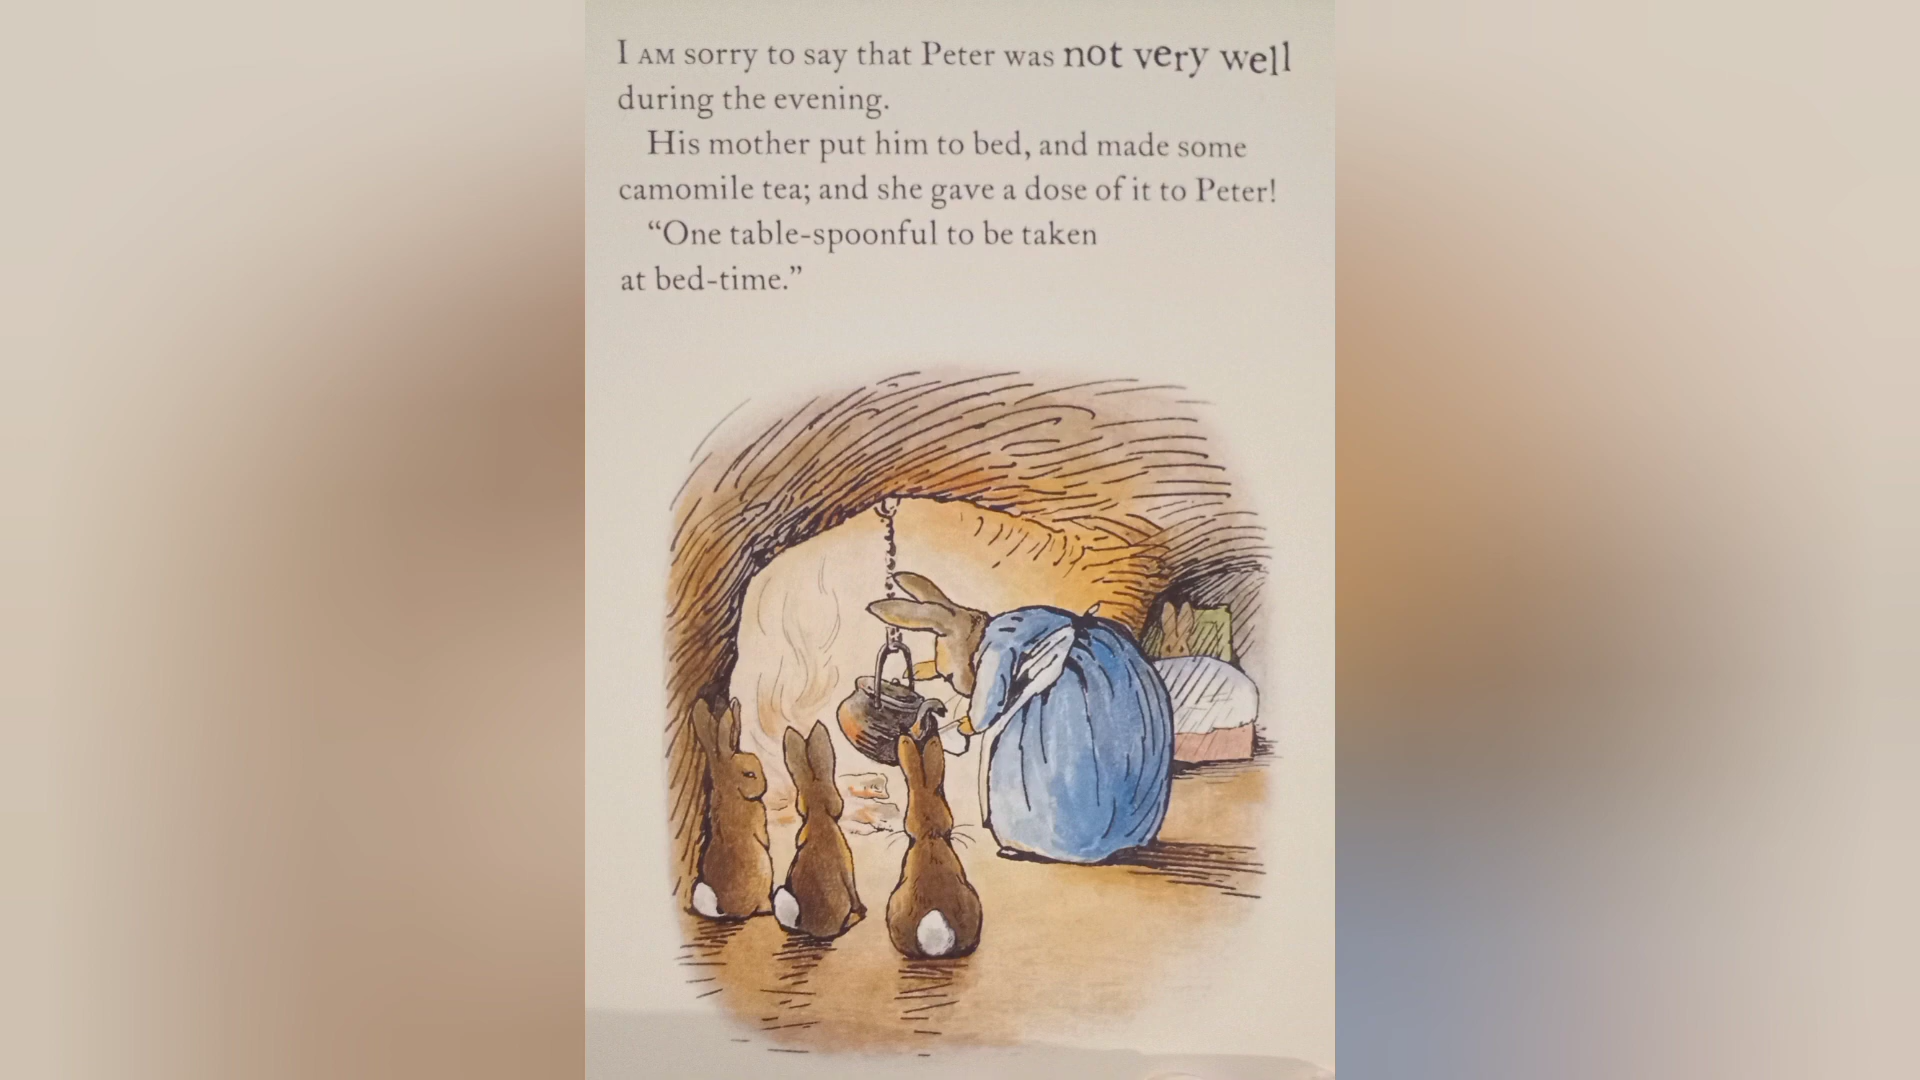 I AM sorry to say that Peter was not very well
during the evening.
His mother put him to bed, and made some
camomile tea; and she gave a dose of it to Peter!
“One table-spoonful to be taken
at bed-time.”